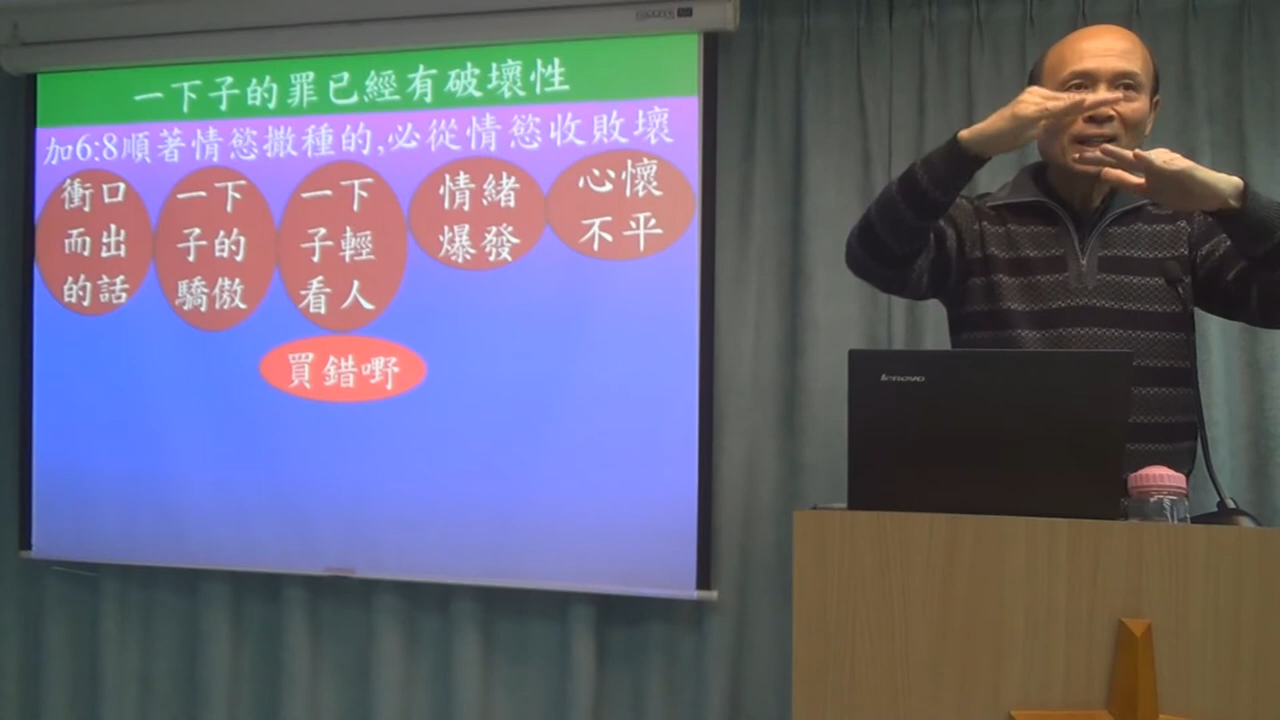 一下子的罪已經有破壞性
加6:8順著情慾撒種的,必從情慾收敗壞
衝口
而出
的話
一下
子的
驕傲
一下
子輕
看人
情緒
爆發
心懷
不平
買錯嘢
lenovo